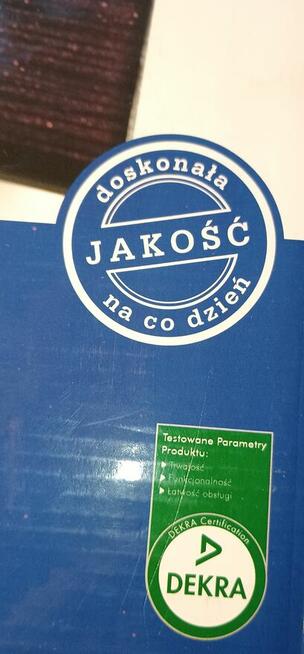 doskonała
JAKOŚĆ
na co dzień
Testowane Parametry
Produktu:
Trwałość
Funkcjonalność
Łatwość obsługi
DEKRA Certification
DEKRA